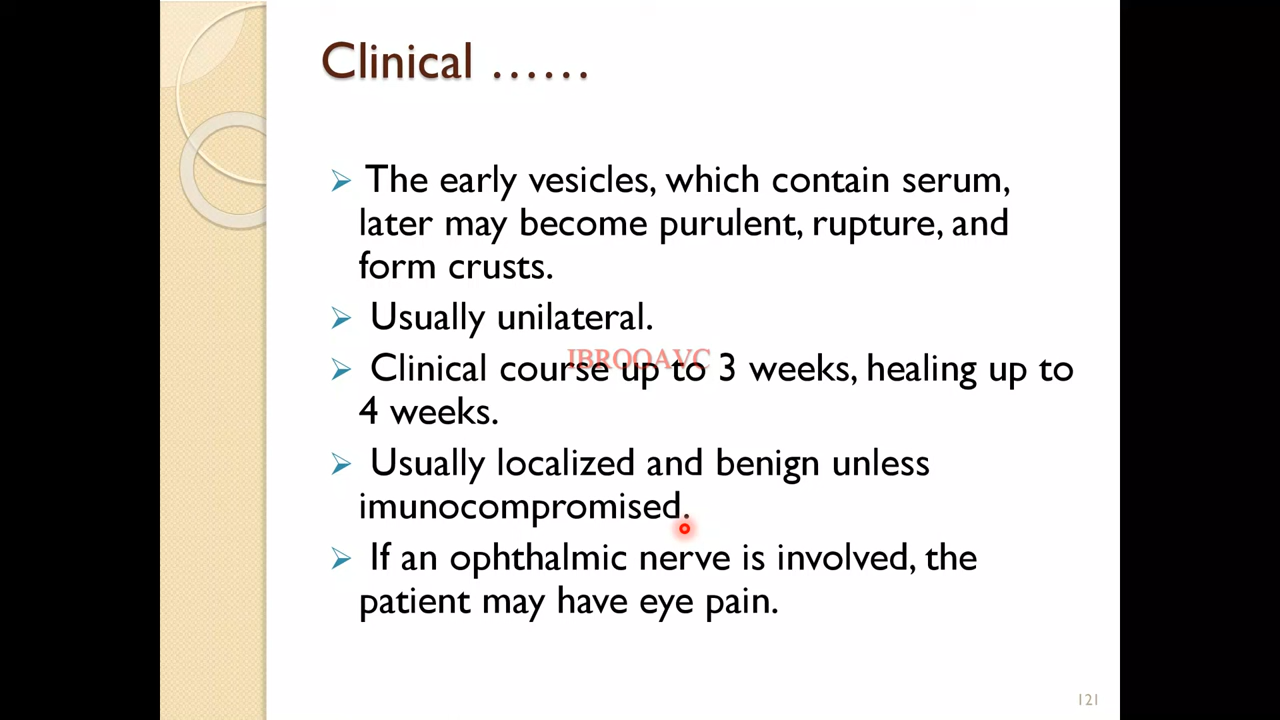 Clinical ……
➢ The early vesicles, which contain serum,
later may become purulent, rupture, and
form crusts.
➢ Usually unilateral.
JBROOAVC
➢ Clinical course up to 3 weeks, healing up to
4 weeks.
➢ Usually localized and benign unless
imunocompromised.
➢ If an ophthalmic nerve is involved, the
patient may have eye pain.
121